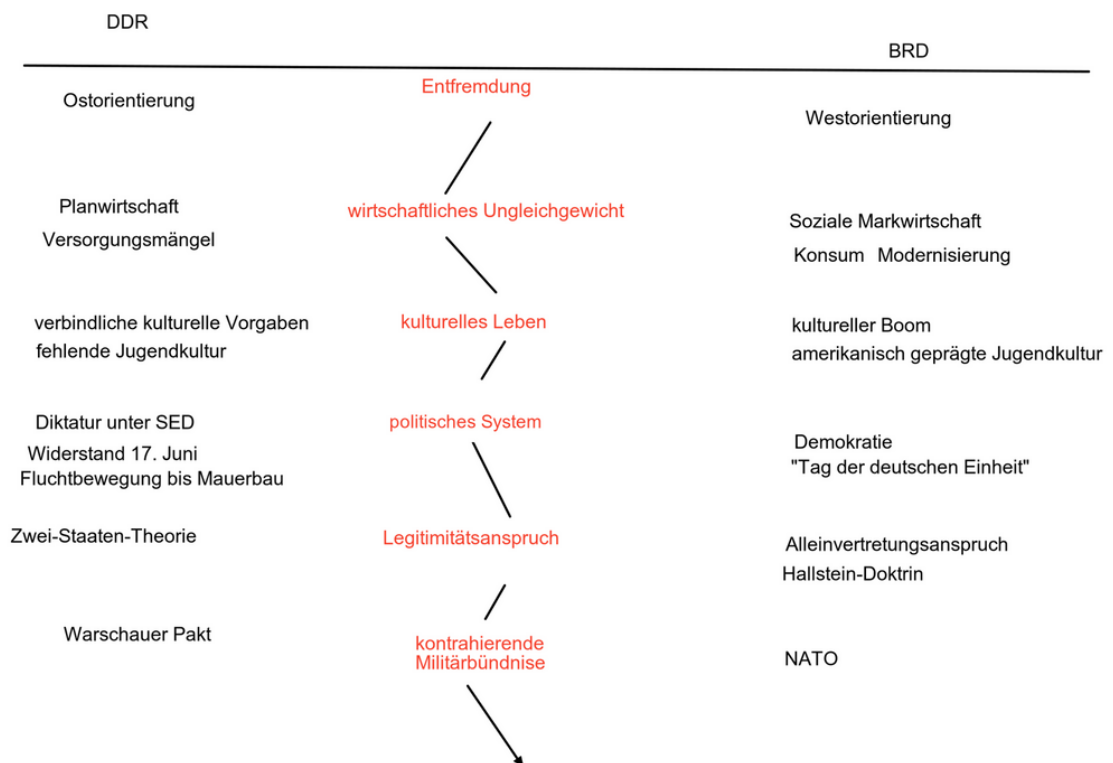 DDR
BRD
Ostorientierung
Entfremdung
Westorientierung
Planwirtschaft
Versorgungsmängel
wirtschaftliches Ungleichgewicht
Soziale Markwirtschaft
Konsum Modernisierung
verbindliche kulturelle Vorgaben
fehlende Jugendkultur
kulturelles Leben
kultureller Boom
amerikanisch geprägte Jugendkultur
Diktatur unter SED
Widerstand 17. Juni
Fluchtbewegung bis Mauerbau
politisches System
Demokratie
"Tag der deutschen Einheit"
Zwei-Staaten-Theorie
Legitimitätsanspruch
Alleinvertretungsanspruch
Hallstein-Doktrin
Warschauer Pakt
kontrahierende
Militärbündnise
NATO